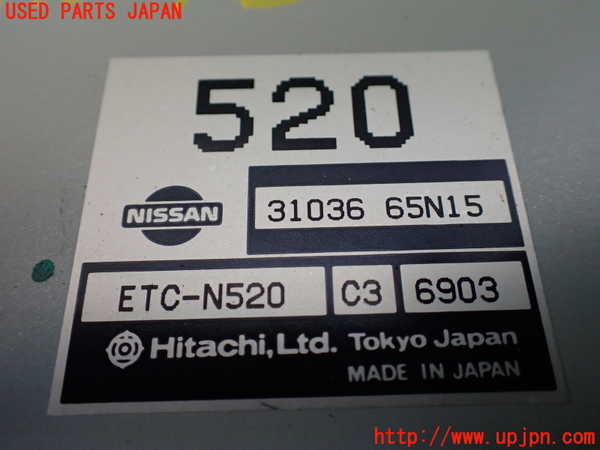 USED PARTS JAPAN
520
NISSAN
31036 65N15
ETC-N520 C3 6903
Hitachi, Ltd. Tokyo Japan
MADE IN JAPAN
http://www.upjpn.com/